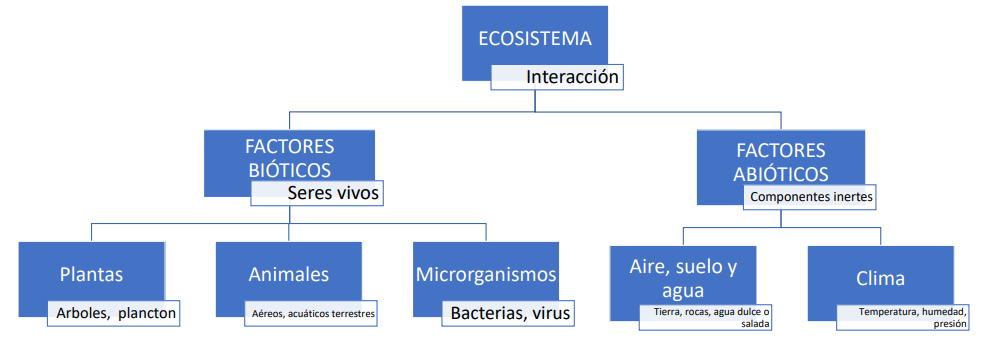 ECOSISTEMA
Interacción
FACTORES
BIÓTICOS
Seres vivos
FACTORES
ABIÓTICOS
Componentes inertes
Plantas
Arboles, plancton
Animales
Aéreos, acuáticos terrestres
Microrganismos
Bacterias, virus
Aire, suelo y
agua
Tierra, rocas, agua dulce o
salada
Clima
Temperatura, humedad,
presión